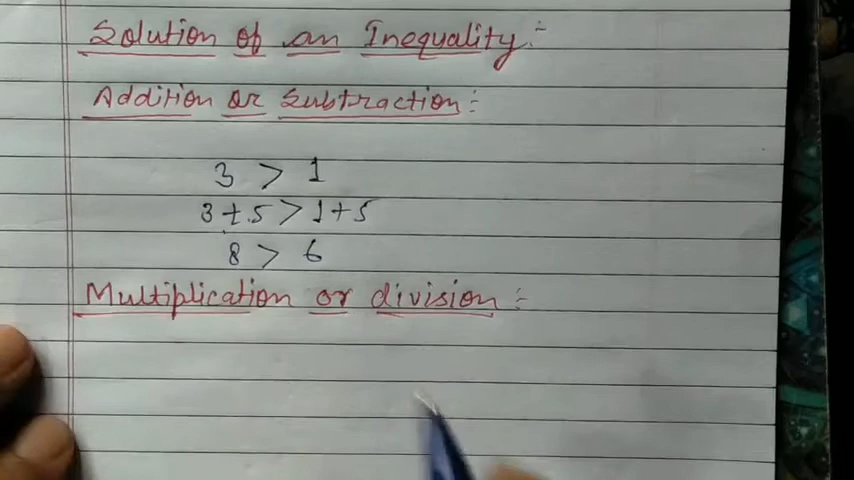 Solution of an Inequality:-
Addition or Subtraction:-
3 > 1
3+5 > 1+5
8 > 6
Multiplication or division:-